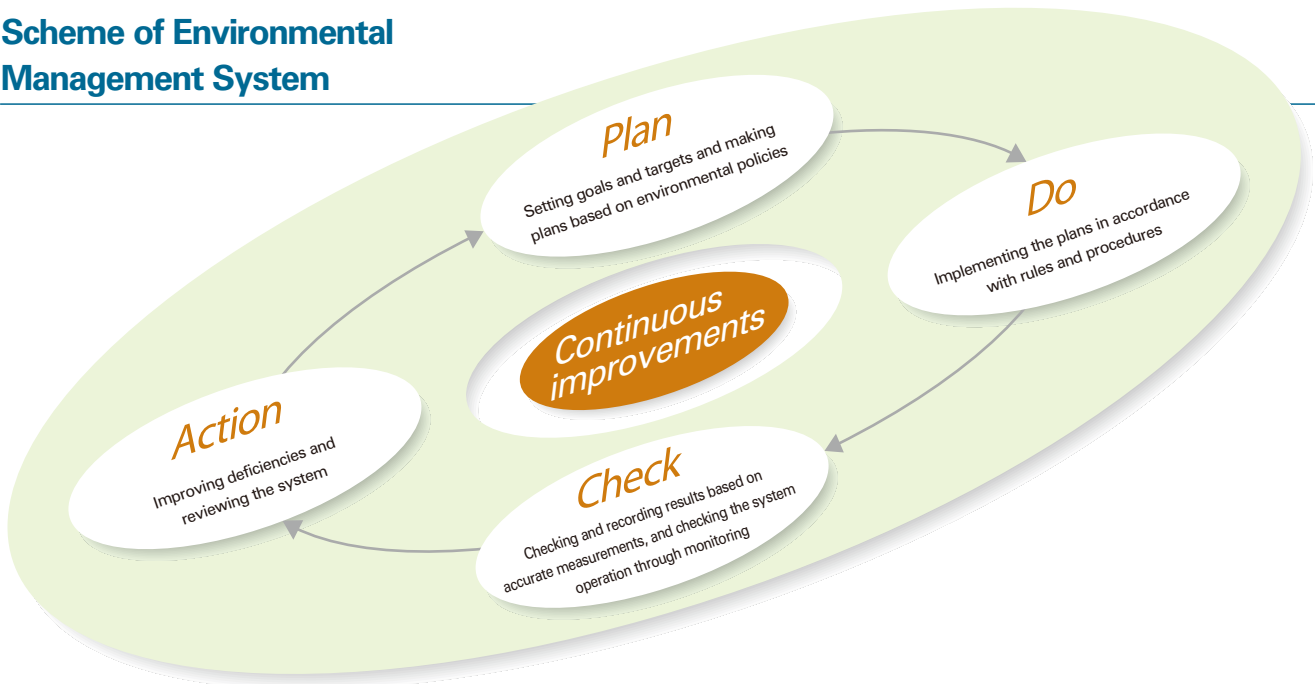 Scheme of Environmental
Management System
Plan
Setting goals and targets and making
plans based on environmental policies
Do
Implementing the plans in accordance
with rules and procedures
Continuous
improvements
Check
Checking and recording results based on
accurate measurements, and checking the system
operation through monitoring
Action
Improving deficiencies and
reviewing the system